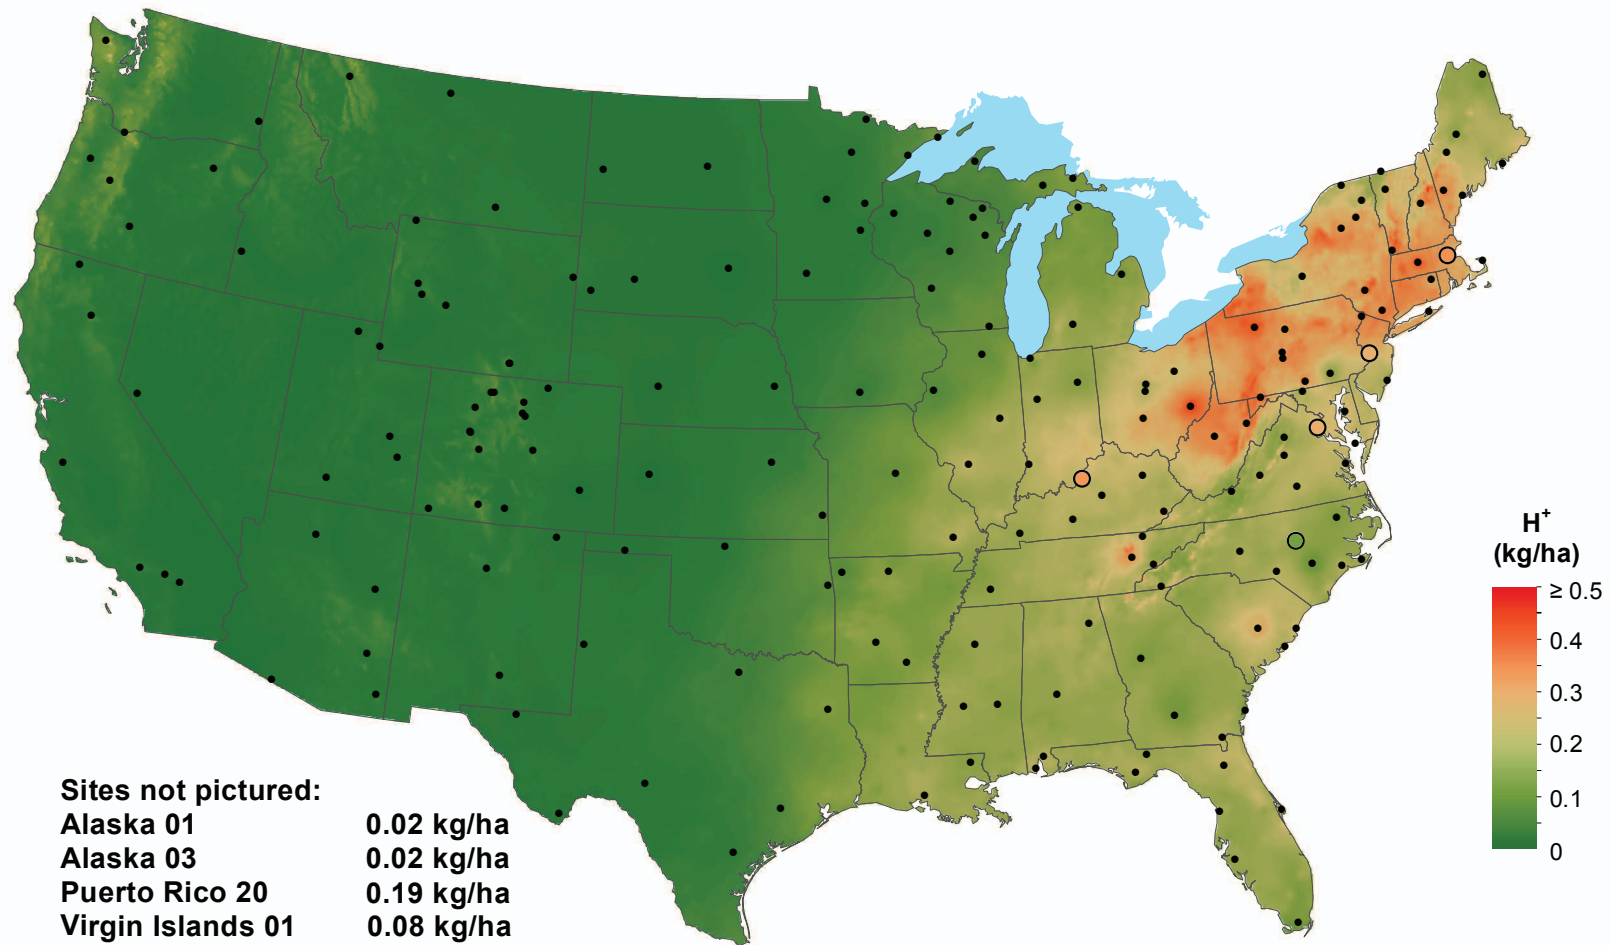 H+
(kg/ha)
≥ 0.5
0.4
0.3
0.2
0.1
0
Sites not pictured:
Alaska 01 0.02 kg/ha
Alaska 03 0.02 kg/ha
Puerto Rico 20 0.19 kg/ha
Virgin Islands 01 0.08 kg/ha